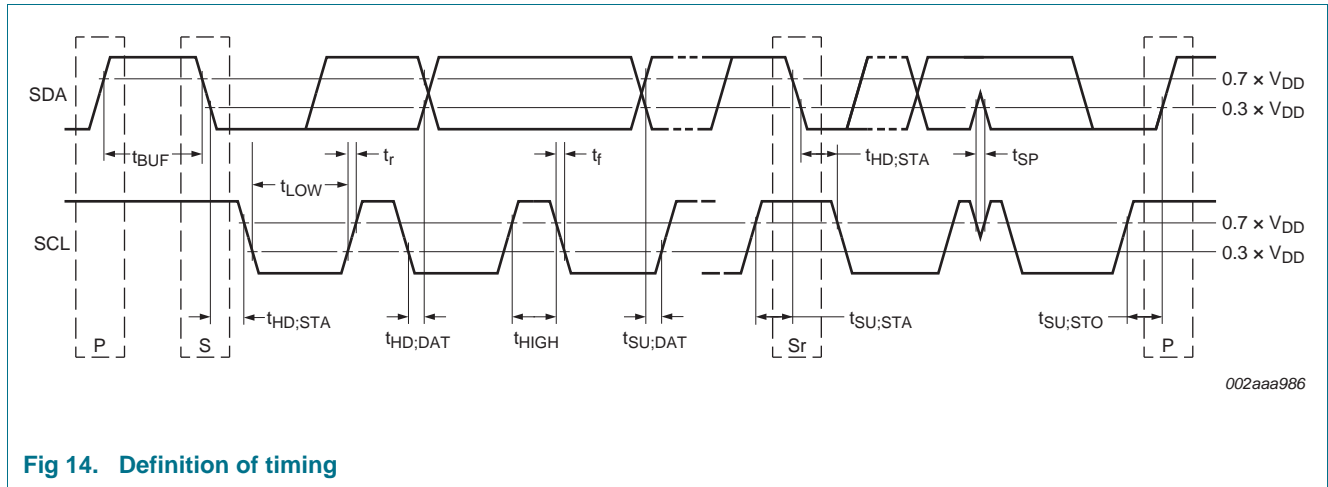 SDA
0.7 × VDD
0.3 × VDD
tBUF
tLOW
tr
tf
tHD;STA
tSP
SCL
0.7 × VDD
0.3 × VDD
tHD;STA
tHD;DAT
tHIGH
tSU;DAT
tSU;STA
tSU;STO
P
S
Sr
P
002aaa986
Fig 14. Definition of timing